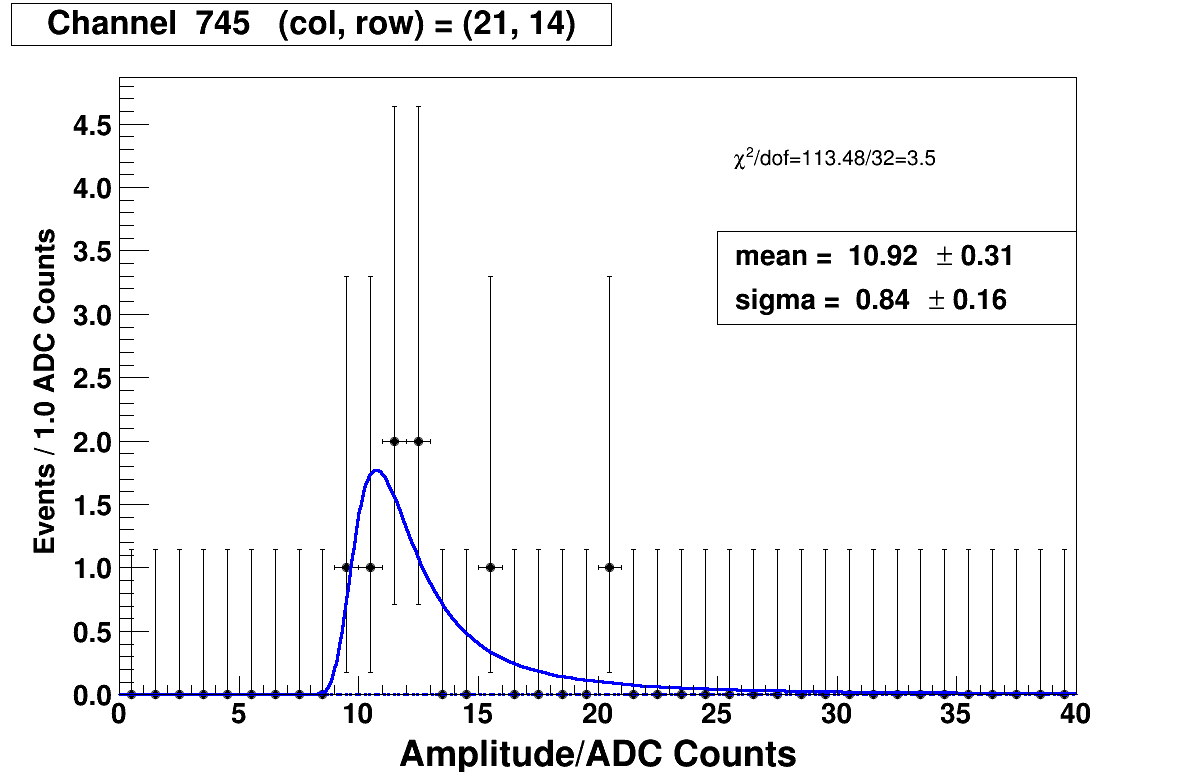 Channel 745 (col, row) = (21, 14)
4.5
4.0
3.5
3.0
2.5
2.0
1.5
1.0
0.5
0.0
Events / 1.0 ADC Counts
χ²/dof=113.48/32=3.5
mean = 10.92 ± 0.31
sigma = 0.84 ± 0.16
0 5 10 15 20 25 30 35 40
Amplitude/ADC Counts